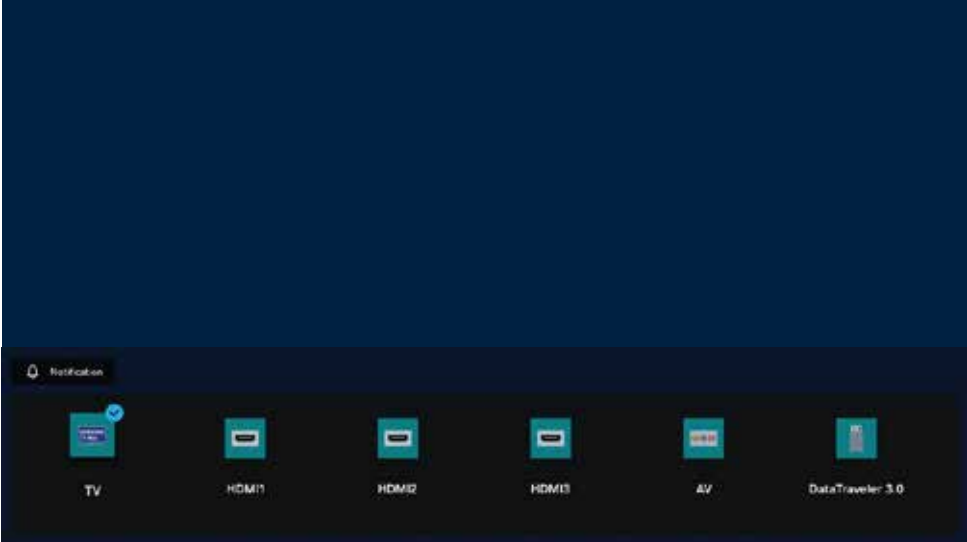 Notification
TV
HDMI1
HDMI2
HDMI3
AV
DataTraveler 3.0